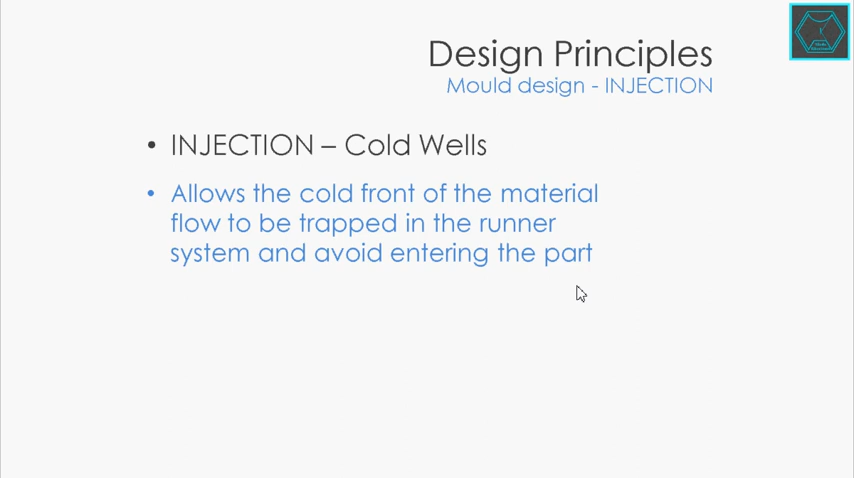 Design Principles
Mould design - INJECTION
• INJECTION – Cold Wells
• Allows the cold front of the material
flow to be trapped in the runner
system and avoid entering the part